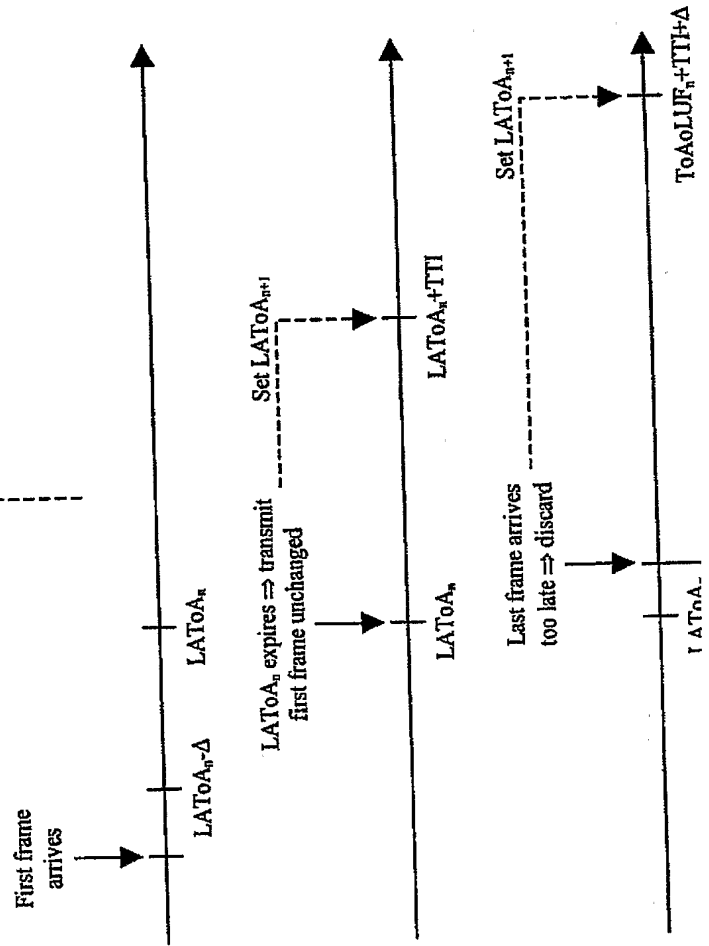 First frame
arrives
LAToAₙ-Δ
LAToAₙ
LAToAₙ expires ⇒ transmit
first frame unchanged
Set LAToAₙ₊₁
LAToAₙ
LAToAₙ+TTI
Last frame arrives
too late ⇒ discard
Set LAToAₙ₊₁
LAToAₙ
ToAoLUFₙ+TTI+Δ